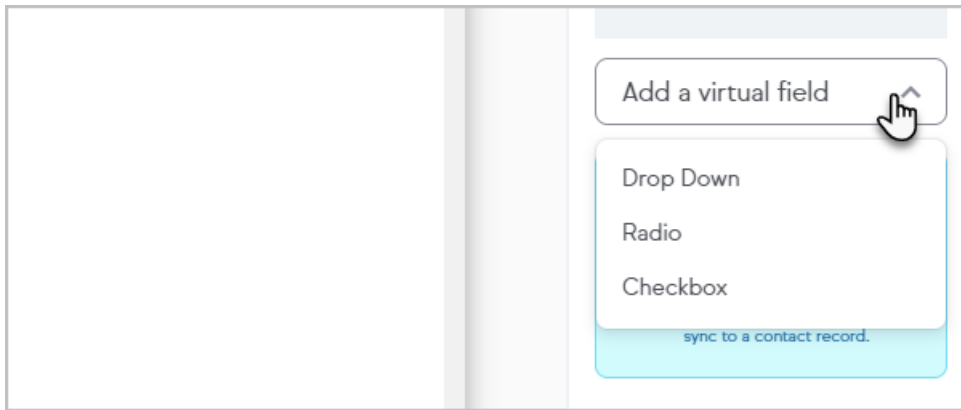 Add a virtual field
Drop Down
Radio
Checkbox
sync to a contact record.